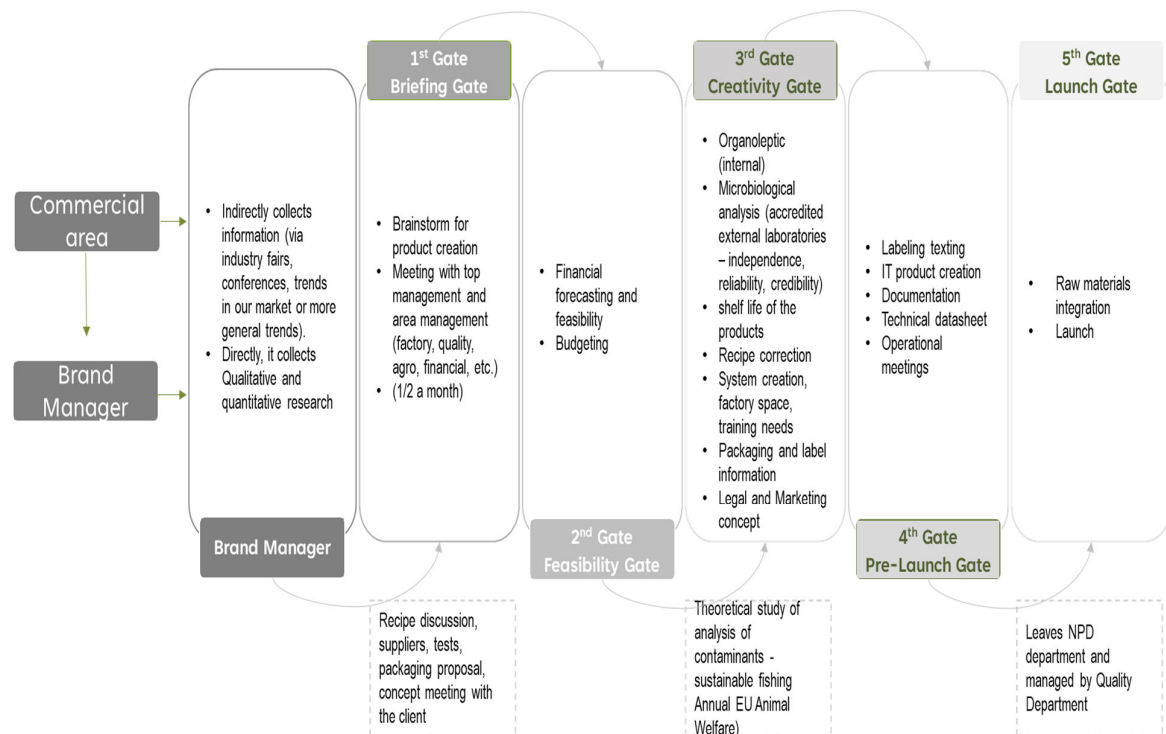 Commercial
area
Brand
Manager
• Indirectly collects
information (via
industry fairs,
conferences, trends
in our market or more
general trends).
• Directly, it collects
Qualitative and
quantitative research
Brand Manager
1st Gate
Briefing Gate
• Brainstorm for
product creation
• Meeting with top
management and
area management
(factory, quality,
agro, financial, etc.)
• (1/2 a month)
Recipe discussion,
suppliers, tests,
packaging proposal,
concept meeting with
the client
• Financial
forecasting and
feasibility
• Budgeting
2nd Gate
Feasibility Gate
3rd Gate
Creativity Gate
• Organoleptic
(internal)
• Microbiological
analysis (accredited
external laboratories
– independence,
reliability, credibility)
• shelf life of the
products
• Recipe correction
• System creation,
factory space,
training needs
• Packaging and label
information
• Legal and Marketing
concept
Theoretical study of
analysis of
contaminants -
sustainable fishing
Annual EU Animal
Welfare)
• Labeling texting
• IT product creation
• Documentation
• Technical datasheet
• Operational
meetings
4th Gate
Pre-Launch Gate
5th Gate
Launch Gate
• Raw materials
integration
• Launch
Leaves NPD
department and
managed by Quality
Department